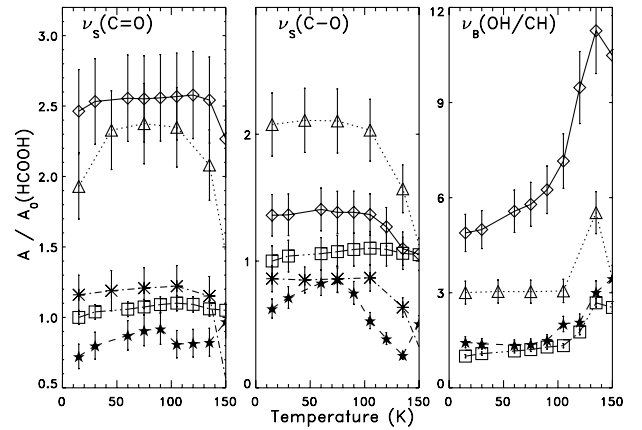 ν_S(C=O)
ν_S(C−O)
ν_B(OH/CH)
A / A_0(HCOOH)
3.0
2.5
2.0
1.5
1.0
0.5
2
1
0
12
9
6
3
0
0 50 100 150
0 50 100 150
0 50 100 150
Temperature (K)